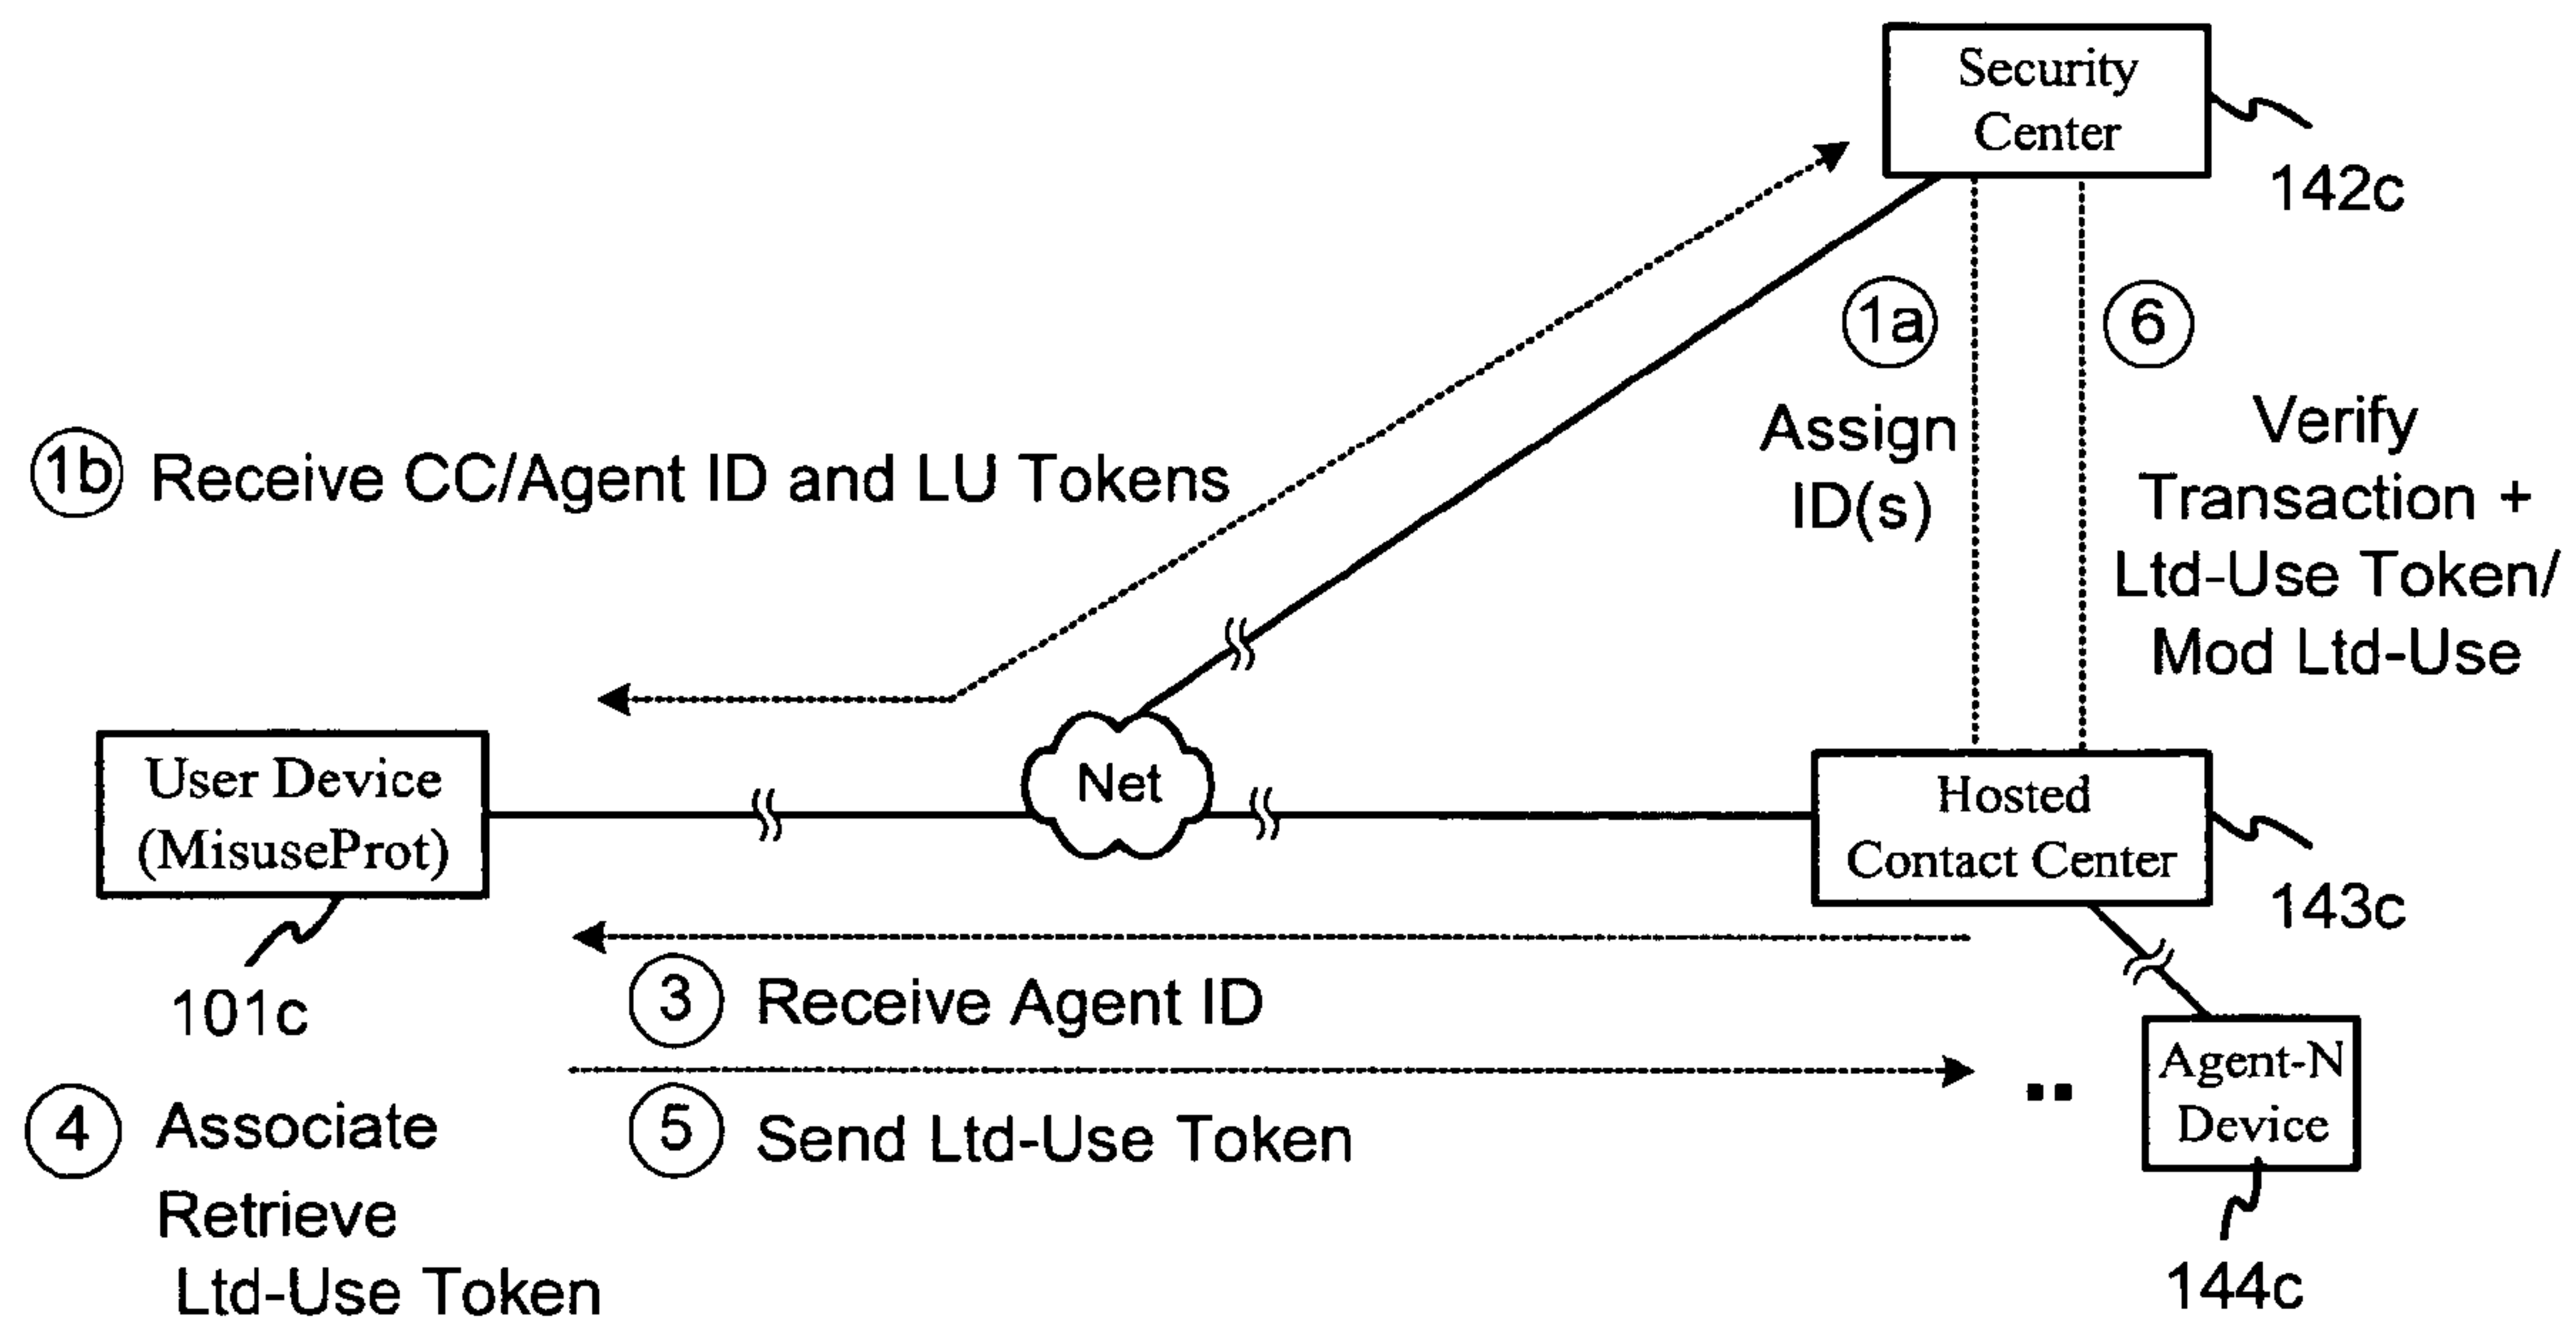 Security
Center
142c
1a
6
Assign
ID(s)
Verify
Transaction +
Ltd-Use Token/
Mod Ltd-Use
1b Receive CC/Agent ID and LU Tokens
User Device
(MisuseProt)
Net
Hosted
Contact Center
101c
143c
3 Receive Agent ID
4 Associate
Retrieve
Ltd-Use Token
5 Send Ltd-Use Token
Agent-N
Device
144c